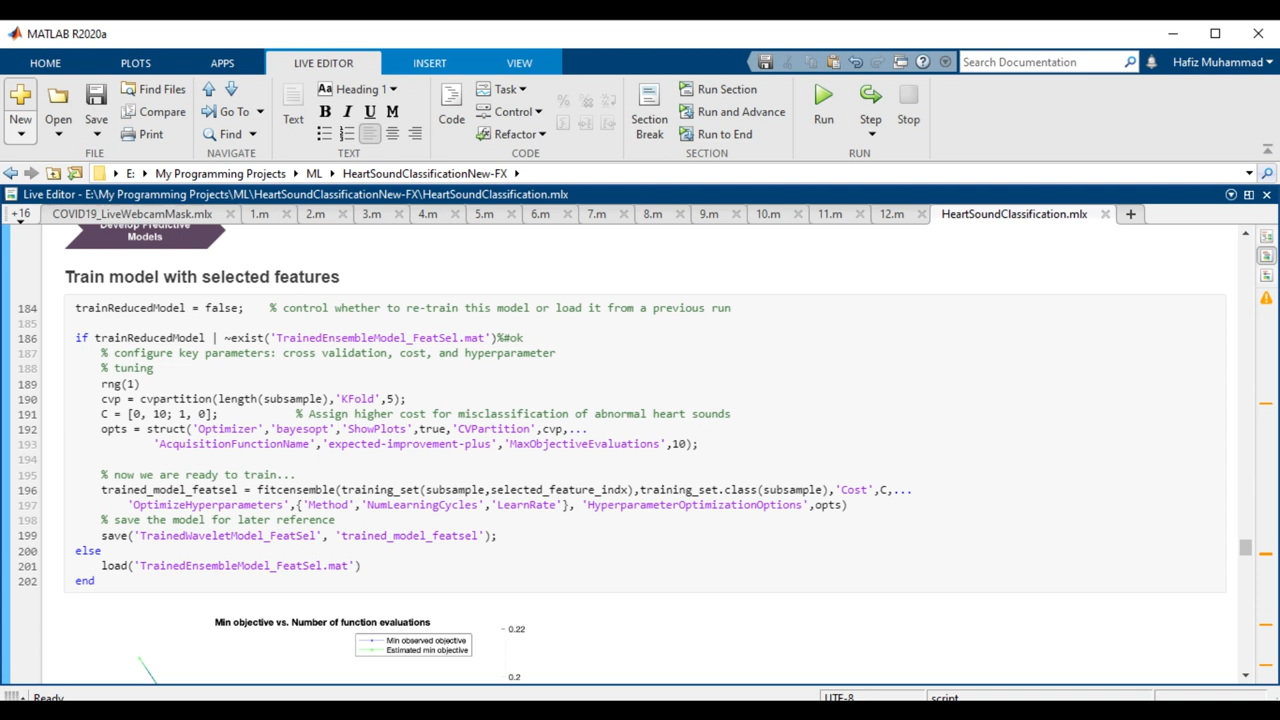 MATLAB R2020a
HOME PLOTS APPS LIVE EDITOR INSERT VIEW Search Documentation Hafiz Muhammad
New Open Save Find Files Compare Print
FILE
Go To Find
NAVIGATE
Text Aa Heading 1 B I U M
TEXT
Code Task Control Refactor
CODE
Section Break Run Section Run and Advance Run to End
SECTION
Run Step Stop
RUN
E: My Programming Projects ML HeartSoundClassificationNew-FX
Live Editor - E:\My Programming Projects\ML\HeartSoundClassificationNew-FX\HeartSoundClassification.mlx
+16 COVID19_LiveWebcamMask.mlx 1.m 2.m 3.m 4.m 5.m 6.m 7.m 8.m 9.m 10.m 11.m 12.m HeartSoundClassification.mlx
Develop Predictive
Models
Train model with selected features
184 trainReducedModel = false; % control whether to re-train this model or load it from a previous run
185
186 if trainReducedModel | ~exist('TrainedEnsembleModel_FeatSel.mat')%#ok
187 % configure key parameters: cross validation, cost, and hyperparameter
188 % tuning
189 rng(1)
190 cvp = cvpartition(length(subsample),'KFold',5);
191 C = [0, 10; 1, 0]; % Assign higher cost for misclassification of abnormal heart sounds
192 opts = struct('Optimizer','bayesopt','ShowPlots',true,'CVPartition',cvp,...
193 'AcquisitionFunctionName','expected-improvement-plus','MaxObjectiveEvaluations',10);
194
195 % now we are ready to train...
196 trained_model_featsel = fitcensemble(training_set(subsample,selected_feature_indx),training_set.class(subsample),'Cost',C,...
197 'OptimizeHyperparameters',{'Method','NumLearningCycles','LearnRate'}, 'HyperparameterOptimizationOptions',opts)
198 % save the model for later reference
199 save('TrainedWaveletModel_FeatSel', 'trained_model_featsel');
200 else
201 load('TrainedEnsembleModel_FeatSel.mat')
202 end
Min objective vs. Number of function evaluations
Min observed objective
Estimated min objective
0.22
0.2
Ready UTF-8 script